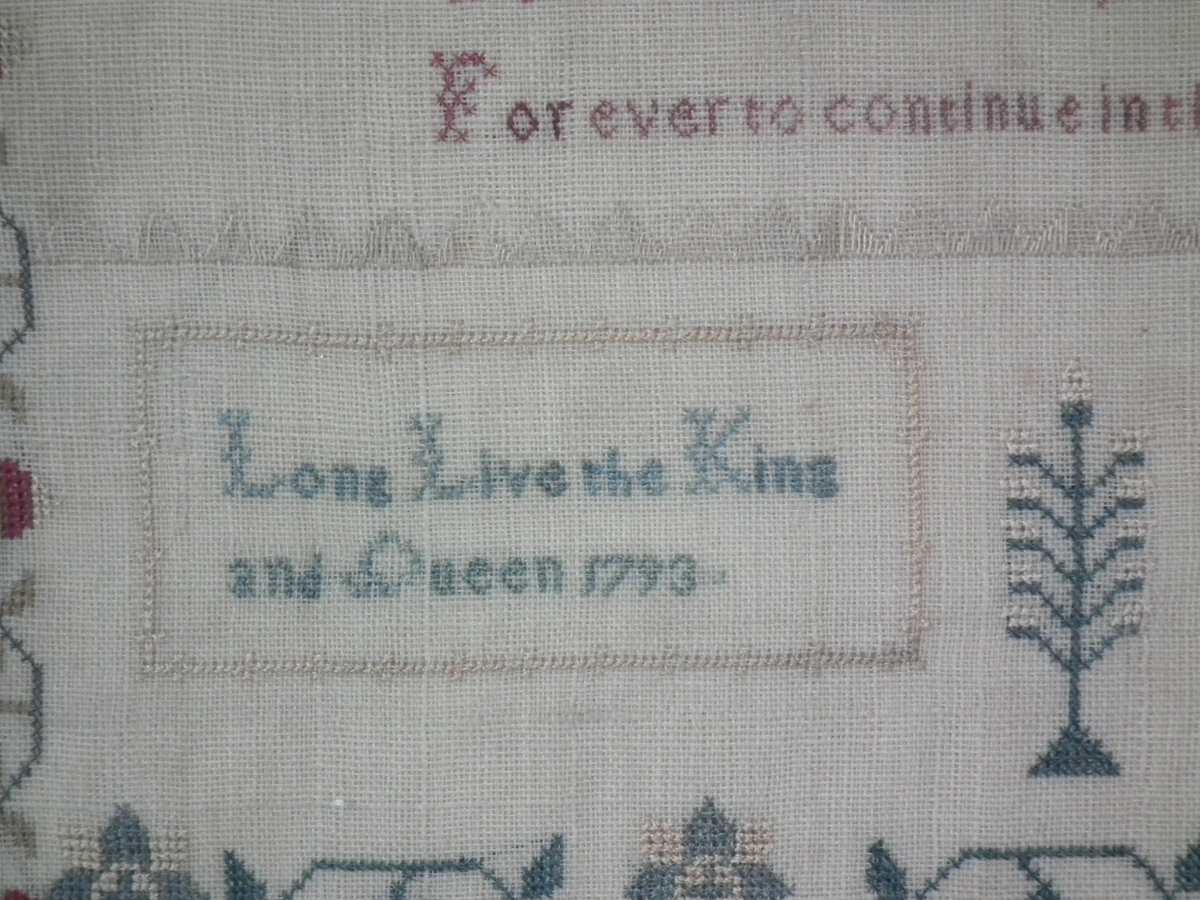 For ever to continue in
Long Live the King
and Queen 1793